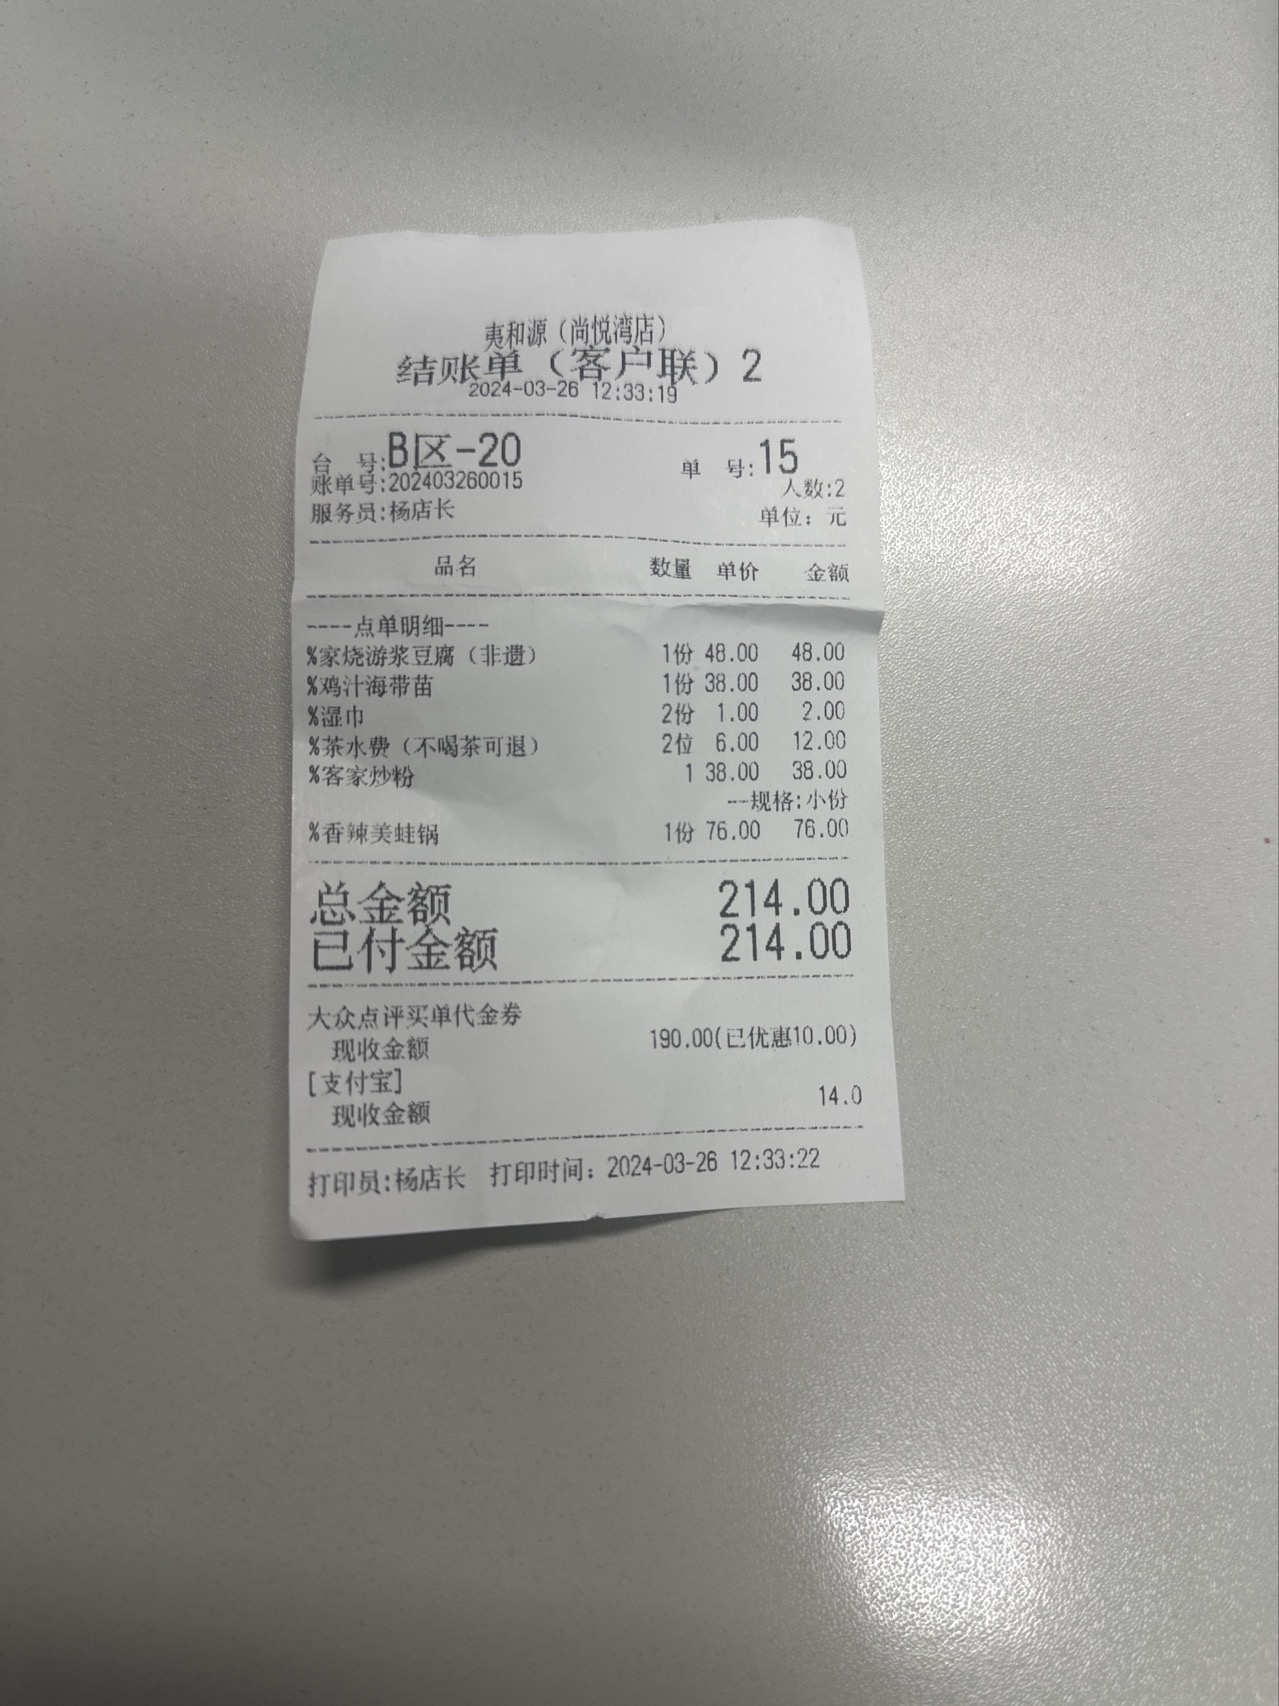 夷和源（尚悦湾店）
结账单（客户联）2
2024-03-26 12:33:19
台 号:B区-20 单 号:15
账单号:202403260015 人数:2
服务员:杨店长 单位：元
品名 数量 单价 金额
----点单明细----
%家烧游浆豆腐（非遗） 1份 48.00 48.00
%鸡汁海带苗 1份 38.00 38.00
%湿巾 2份 1.00 2.00
%茶水费（不喝茶可退） 2位 6.00 12.00
%客家炒粉 1 38.00 38.00
--规格:小份
%香辣美蛙锅 1份 76.00 76.00
总金额 214.00
已付金额 214.00
大众点评买单代金券
现收金额 190.00(已优惠10.00)
[支付宝]
现收金额 14.0
打印员:杨店长 打印时间：2024-03-26 12:33:22